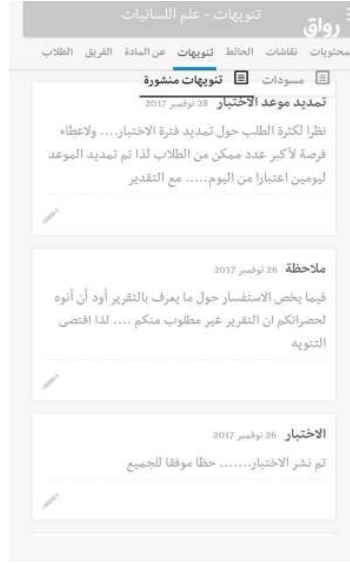 تنويهات - علم اللسانيات
رواق
محتويات نقاشات الحائط تنويهات عن المادة الفريق الطلاب
مسودات تنويهات منشورة
تمديد موعد الاختبار 28 نوفمبر 2017
نظرا لكثرة الطلب حول تمديد فترة الاختبار.... ولاعطاء
فرصة لأكبر عدد ممكن من الطلاب لذا تم تمديد الموعد
ليومين اعتبارا من اليوم..... مع التقدير
ملاحظة 26 نوفمبر 2017
فيما يخص الاستفسار حول ما يعرف بالتقرير أود أن أنوه
لحضراتكم ان التقرير غير مطلوب منكم .... لذا اقتضى
التنويه
الاختبار 26 نوفمبر 2017
تم نشر الاختبار....... حظا موفقا للجميع